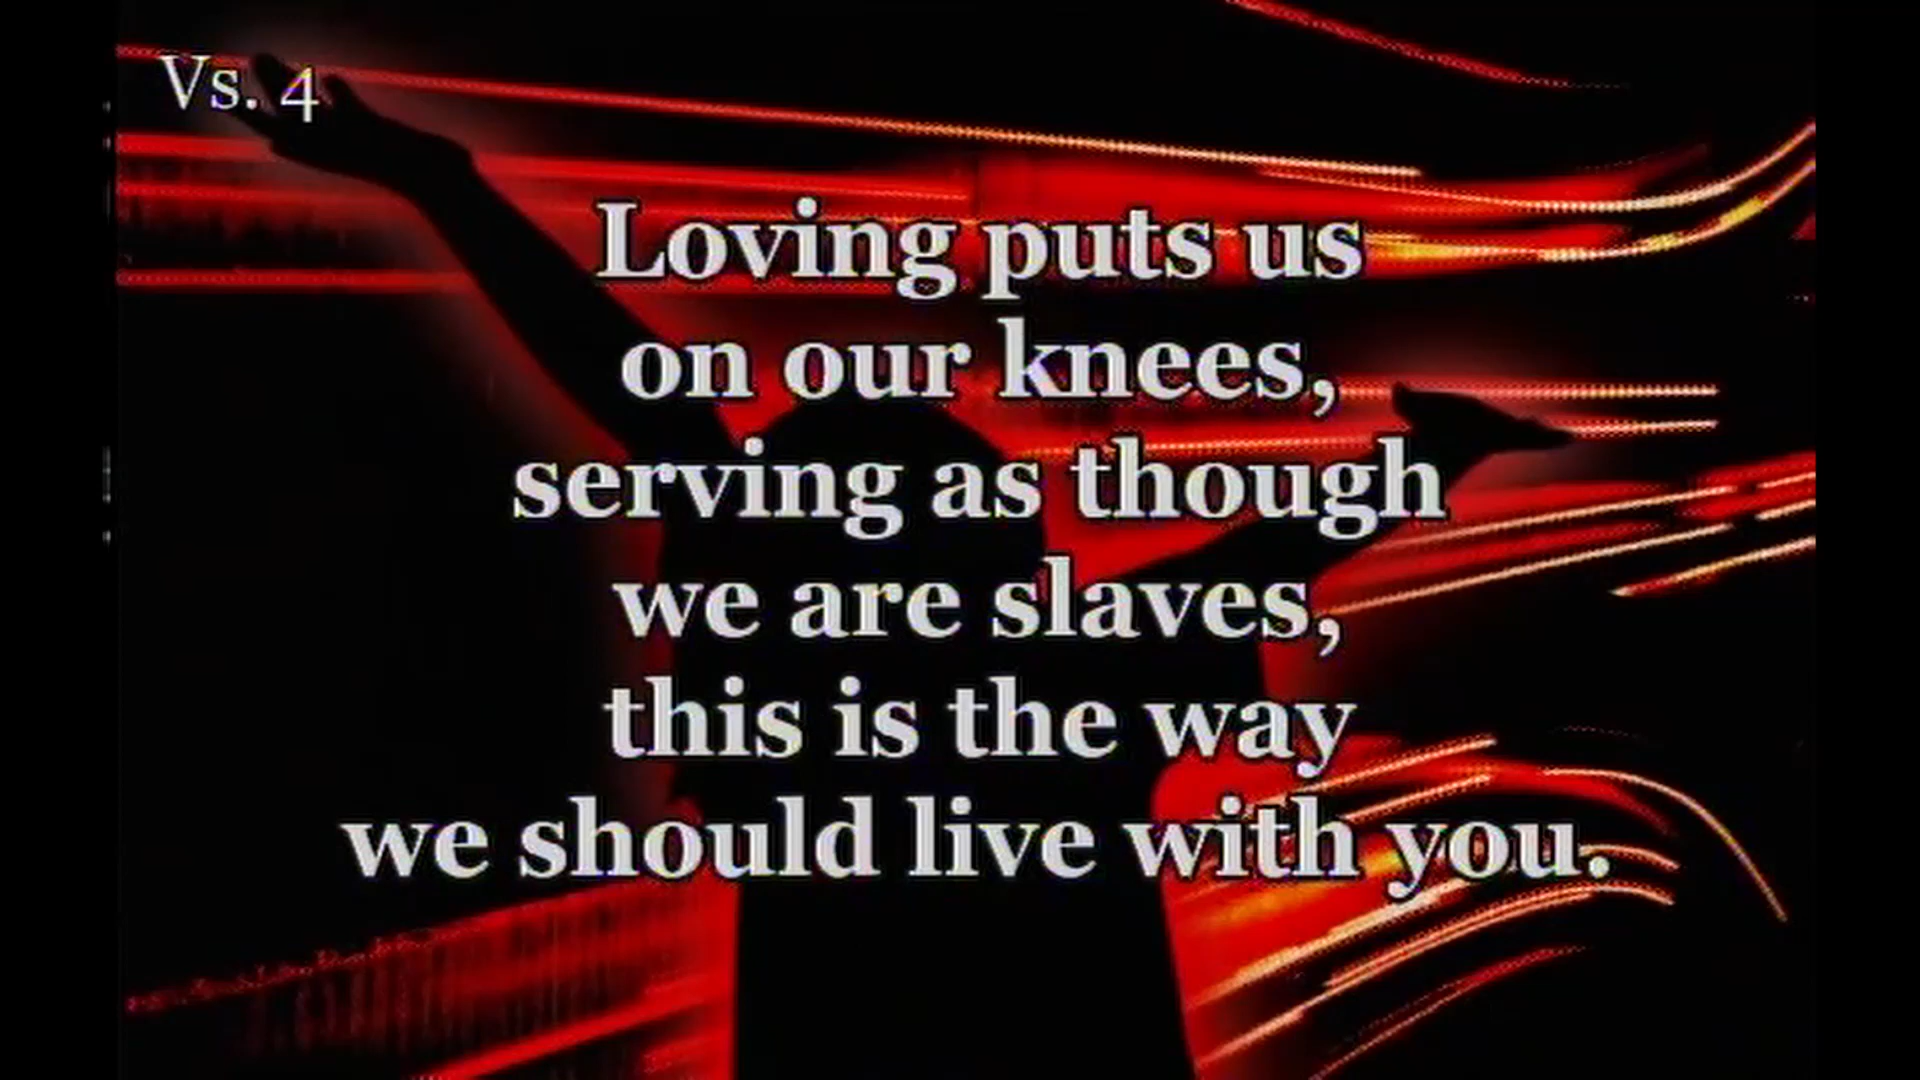 Vs. 4
Loving puts us
on our knees,
serving as though
we are slaves,
this is the way
we should live with you.